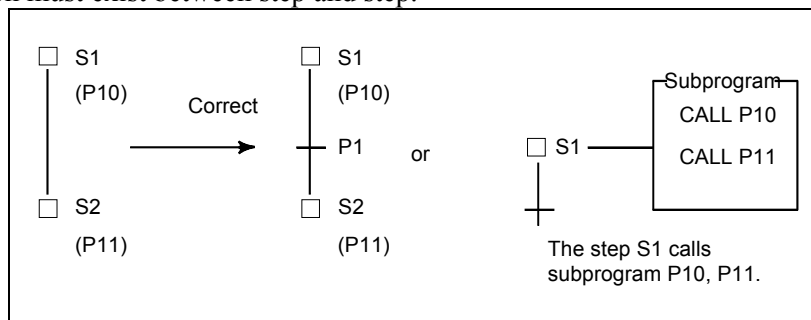 must exist between step and step.
S1
(P10)
Correct
S2
(P11)
S1
(P10)
P1
S2
(P11)
or
S1
Subprogram
CALL P10
CALL P11
The step S1 calls
subprogram P10, P11.